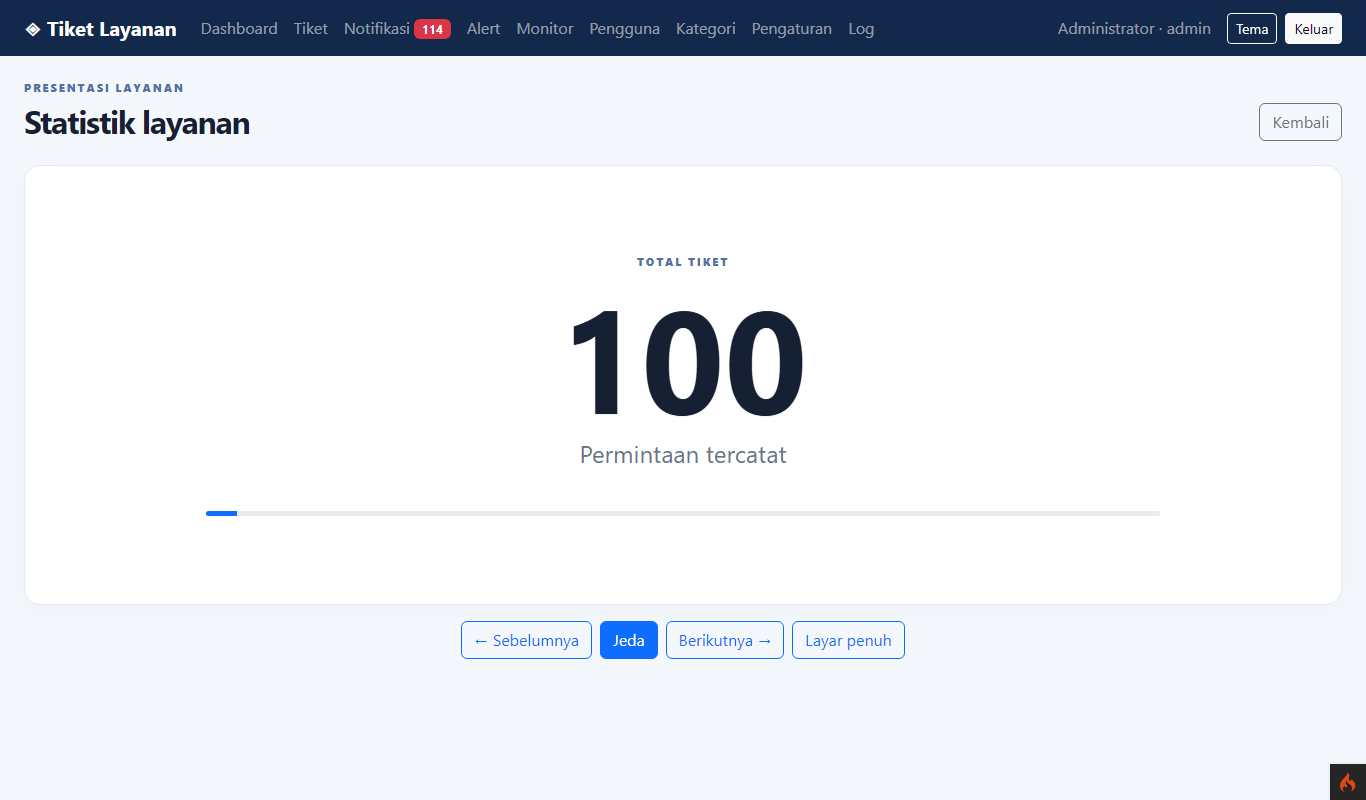 Tiket Layanan Dashboard Tiket Notifikasi 114 Alert Monitor Pengguna Kategori Pengaturan Log Administrator · admin Tema Keluar
PRESENTASI LAYANAN
Statistik layanan
Kembali
TOTAL TIKET
100
Permintaan tercatat
← Sebelumnya Jeda Berikutnya → Layar penuh